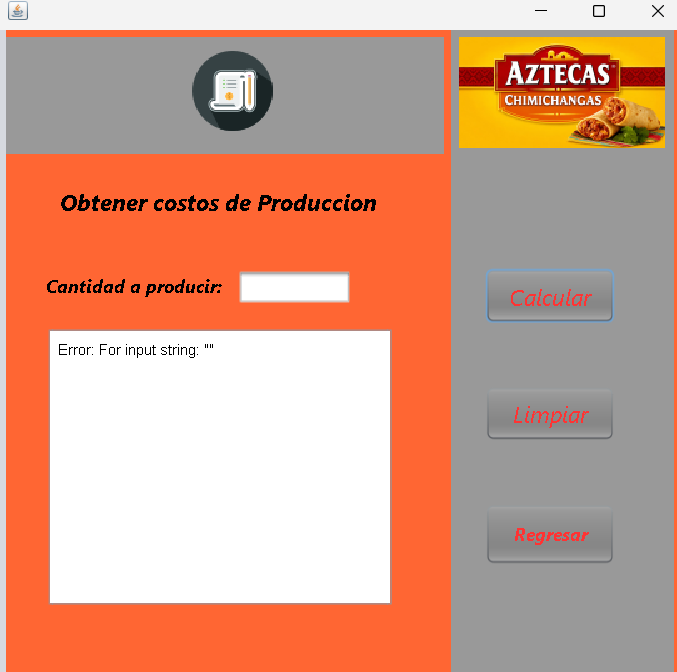 AZTECAS
CHIMICHANGAS
Obtener costos de Produccion
Cantidad a producir:
Calcular
Error: For input string: ""
Limpiar
Regresar